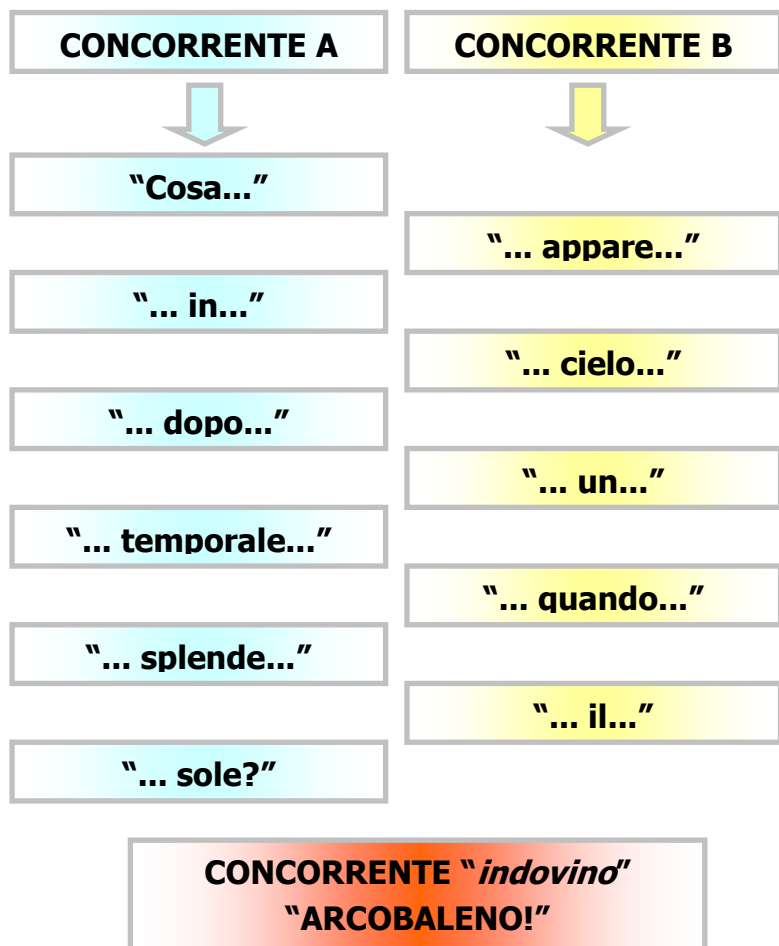 CONCORRENTE A
CONCORRENTE B
“Cosa...”
“... appare...”
“... in...”
“... cielo...”
“... dopo...”
“... un...”
“... temporale...”
“... quando...”
“... splende...”
“... il...”
“... sole?”
CONCORRENTE “indovino”
“ARCOBALENO!”